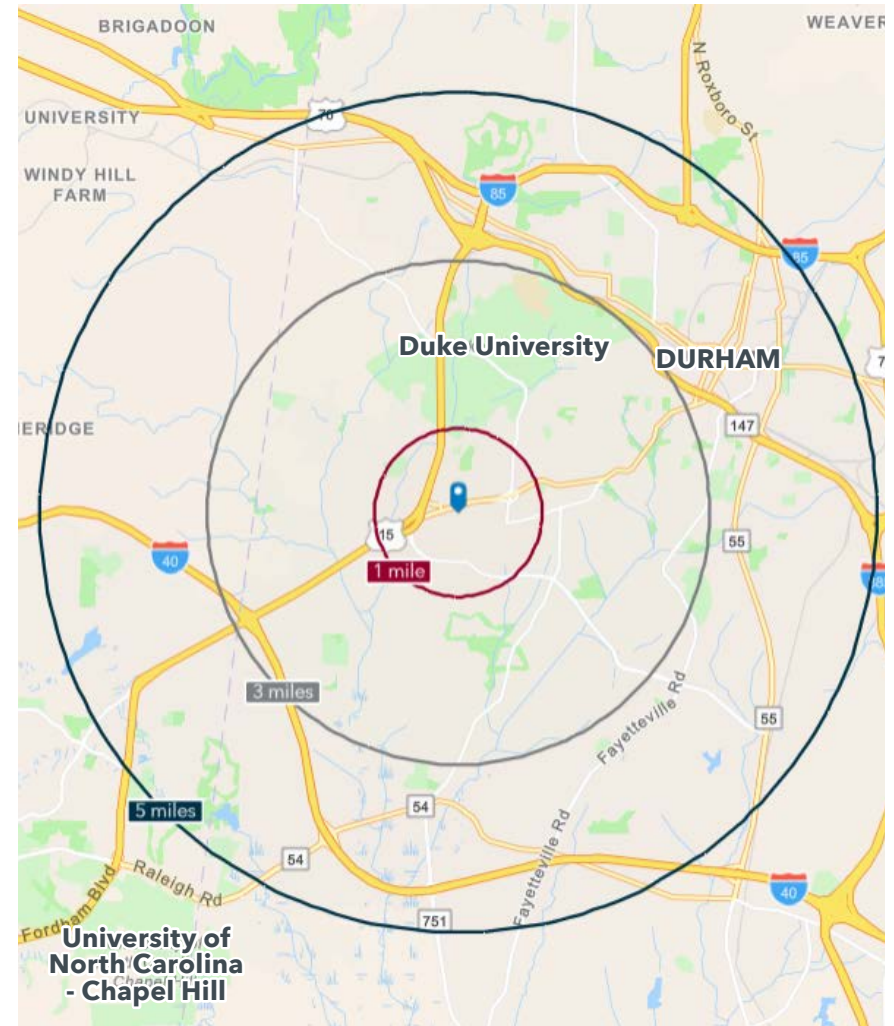 BRIGADOON
WEAVER
N Roxboro St
UNIVERSITY
70
WINDY HILL
FARM
85
85
Duke University
DURHAM
7
ERIDGE
147
15
55
40
1 mile
3 miles
Fayetteville Rd
55
5 miles
54
54
Raleigh Rd
Fayetteville Rd
40
Fordham Blvd
751
University of
North Carolina
- Chapel Hill